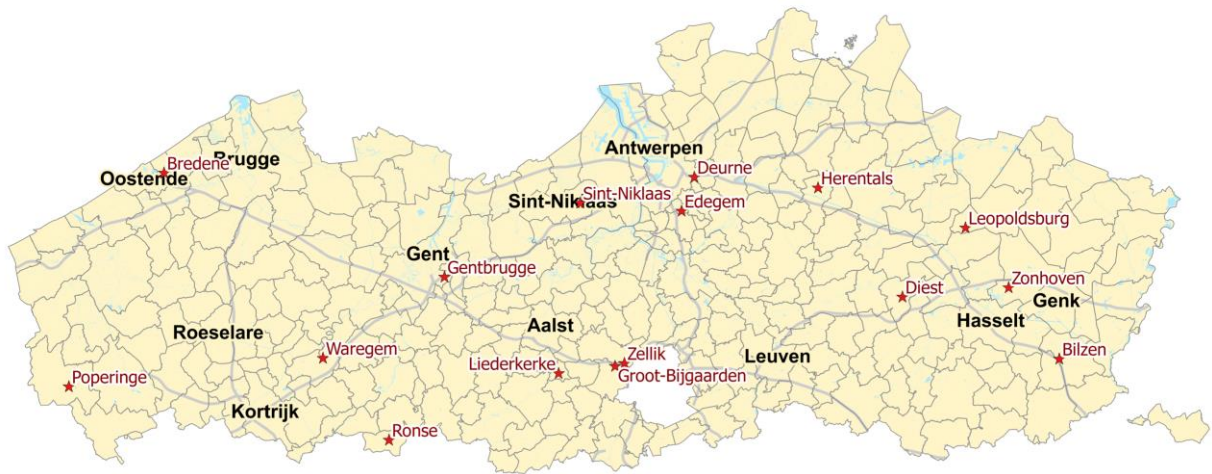 Antwerpen
Brugge
Bredene
Oostende
Deurne
Herentals
Sint-Niklaas
Sint-Niklaas
Edegem
Leopoldsburg
Gent
Gentbrugge
Zonhoven
Diest
Genk
Hasselt
Roeselare
Aalst
Waregem
Zellik
Leuven
Bilzen
Liederkerke
Groot-Bijgaarden
Poperinge
Kortrijk
Ronse